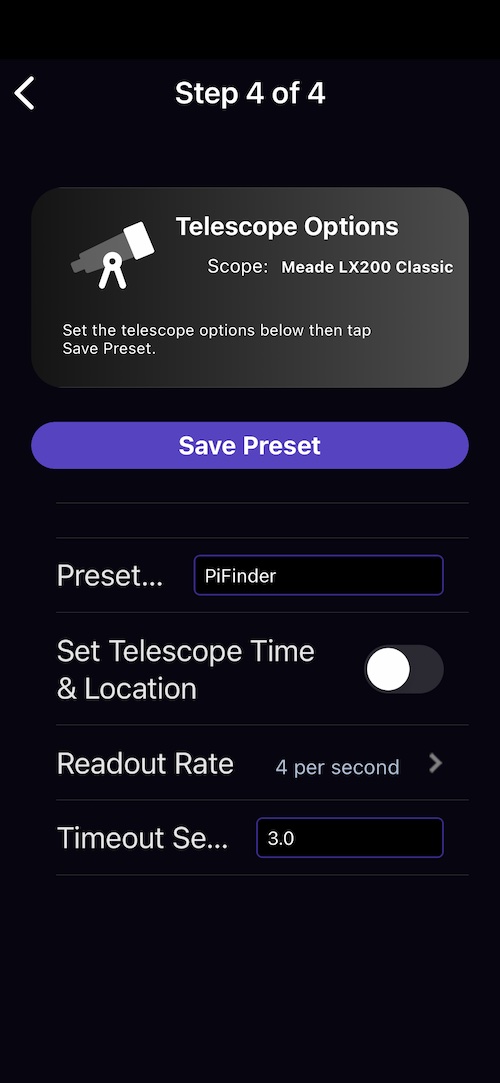 Step 4 of 4
Telescope Options
Scope: Meade LX200 Classic
Set the telescope options below then tap
Save Preset.
Save Preset
Preset... PiFinder
Set Telescope Time
& Location
Readout Rate 4 per second
Timeout Se... 3.0